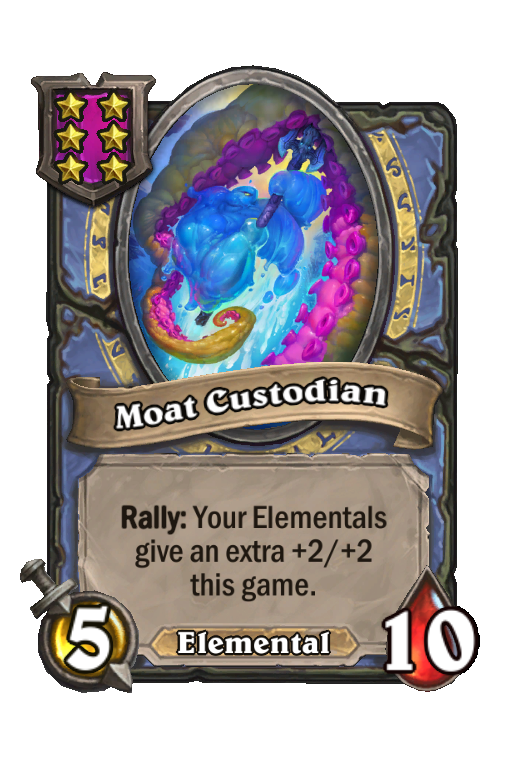 Moat Custodian
Rally: Your Elementals
give an extra +2/+2
this game.
5
Elemental
10